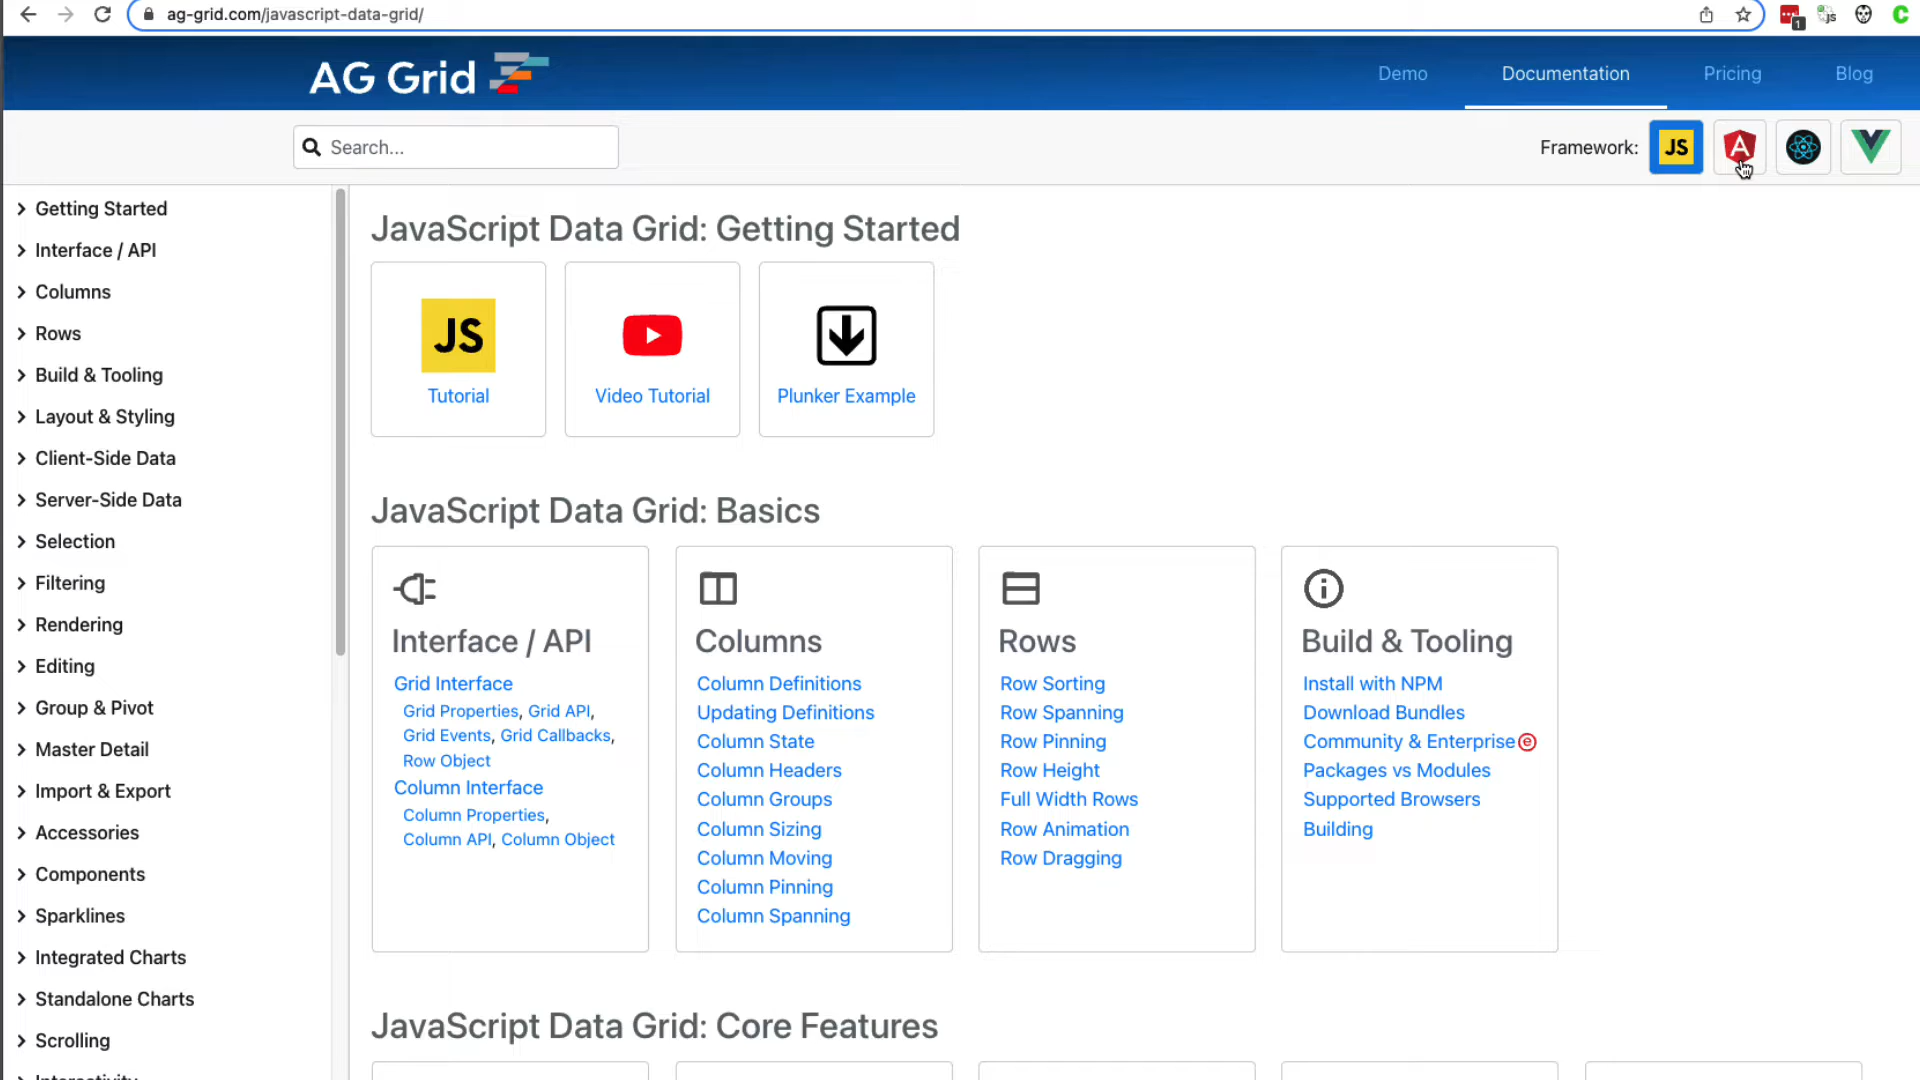 ag-grid.com/javascript-data-grid/
1
JS
C
AG Grid
Demo
Documentation
Pricing
Blog
Search...
Framework:
JS
A
Getting Started
Interface / API
Columns
Rows
Build & Tooling
Layout & Styling
Client-Side Data
Server-Side Data
Selection
Filtering
Rendering
Editing
Group & Pivot
Master Detail
Import & Export
Accessories
Components
Sparklines
Integrated Charts
Standalone Charts
Scrolling
Interactivity
JavaScript Data Grid: Getting Started
JS
Tutorial
Video Tutorial
Plunker Example
JavaScript Data Grid: Basics
Interface / API
Grid Interface
Grid Properties, Grid API,
Grid Events, Grid Callbacks,
Row Object
Column Interface
Column Properties,
Column API, Column Object
Columns
Column Definitions
Updating Definitions
Column State
Column Headers
Column Groups
Column Sizing
Column Moving
Column Pinning
Column Spanning
Rows
Row Sorting
Row Spanning
Row Pinning
Row Height
Full Width Rows
Row Animation
Row Dragging
Build & Tooling
Install with NPM
Download Bundles
Community & Enterprise e
Packages vs Modules
Supported Browsers
Building
JavaScript Data Grid: Core Features